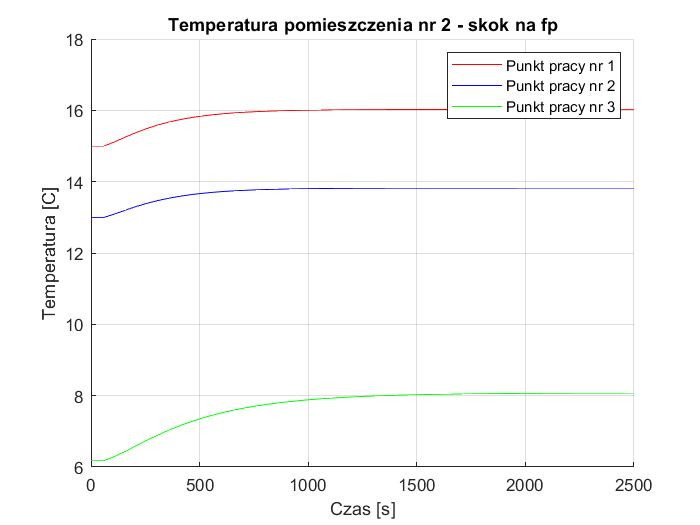 Temperatura pomieszczenia nr 2 - skok na fp
18
16
14
12
10
8
6
Temperatura [C]
Punkt pracy nr 1
Punkt pracy nr 2
Punkt pracy nr 3
0 500 1000 1500 2000 2500
Czas [s]